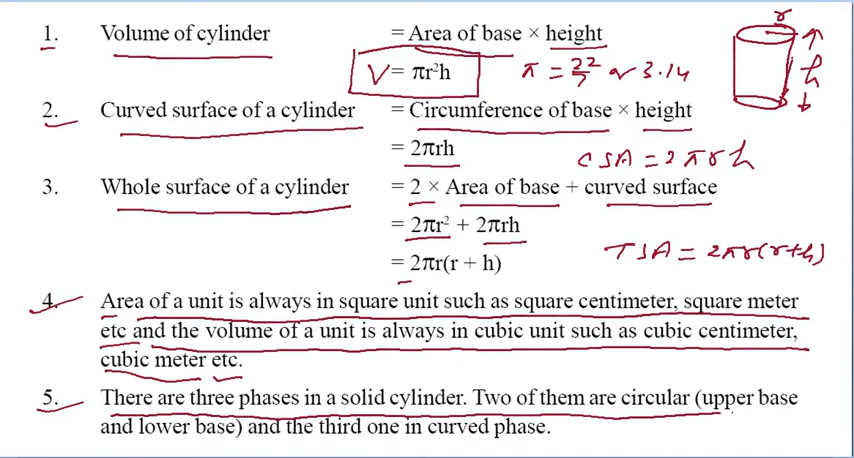 1. Volume of cylinder = Area of base × height
V = πr²h π = 22/7 or 3.14
r
h
2. Curved surface of a cylinder = Circumference of base × height
= 2πrh
CSA = 2πrh
3. Whole surface of a cylinder = 2 × Area of base + curved surface
= 2πr² + 2πrh
TSA = 2πr(r+h)
= 2πr(r + h)
4. Area of a unit is always in square unit such as square centimeter, square meter
etc and the volume of a unit is always in cubic unit such as cubic centimeter,
cubic meter etc.
5. There are three phases in a solid cylinder. Two of them are circular (upper base
and lower base) and the third one in curved phase.